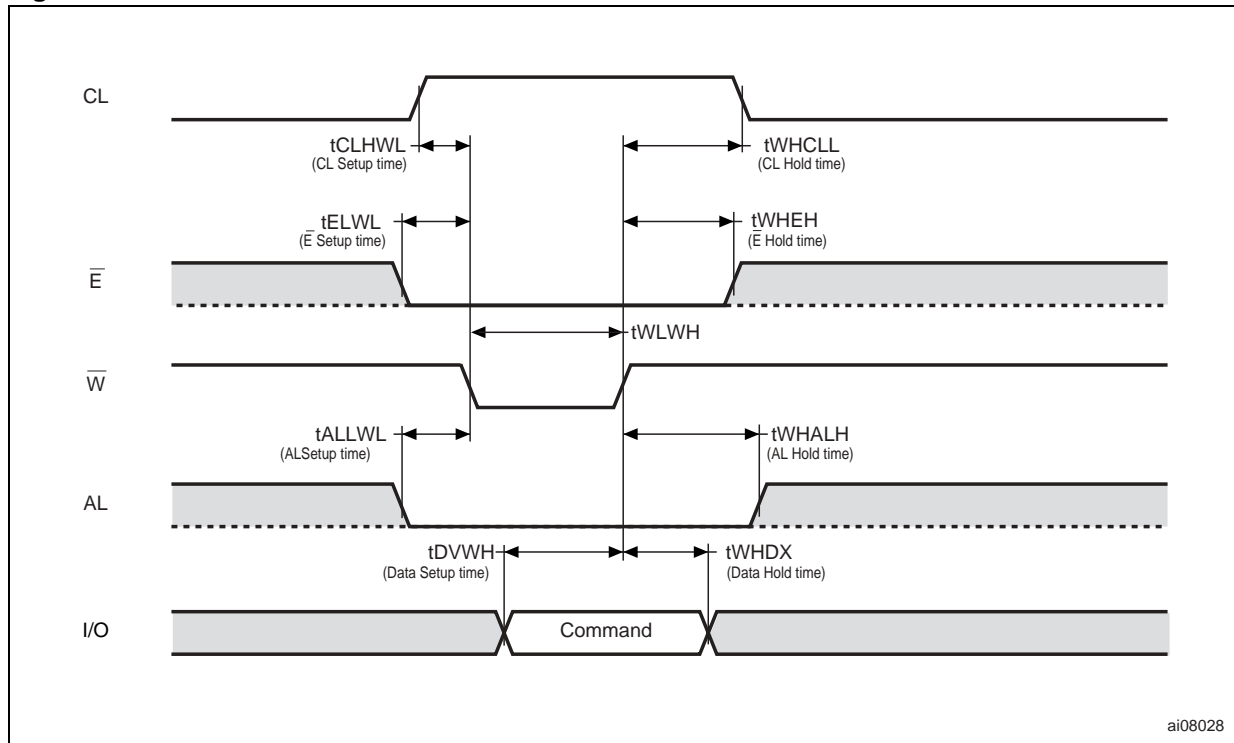 CL
tCLHWL
(CL Setup time)
tWHCLL
(CL Hold time)
tELWL
(E̅ Setup time)
tWHEH
(E̅ Hold time)
E̅
tWLWH
W̅
tALLWL
(ALSetup time)
tWHALH
(AL Hold time)
AL
tDVWH
(Data Setup time)
tWHDX
(Data Hold time)
I/O
Command
ai08028